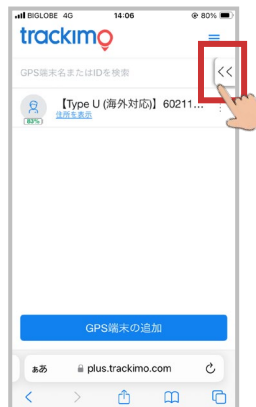 BIGLOBE 4G 14:06 80%
trackimo
GPS端末名またはIDを検索
<<
【Type U (海外対応)】60211...
住所を表示
83%
GPS端末の追加
ぁあ plus.trackimo.com